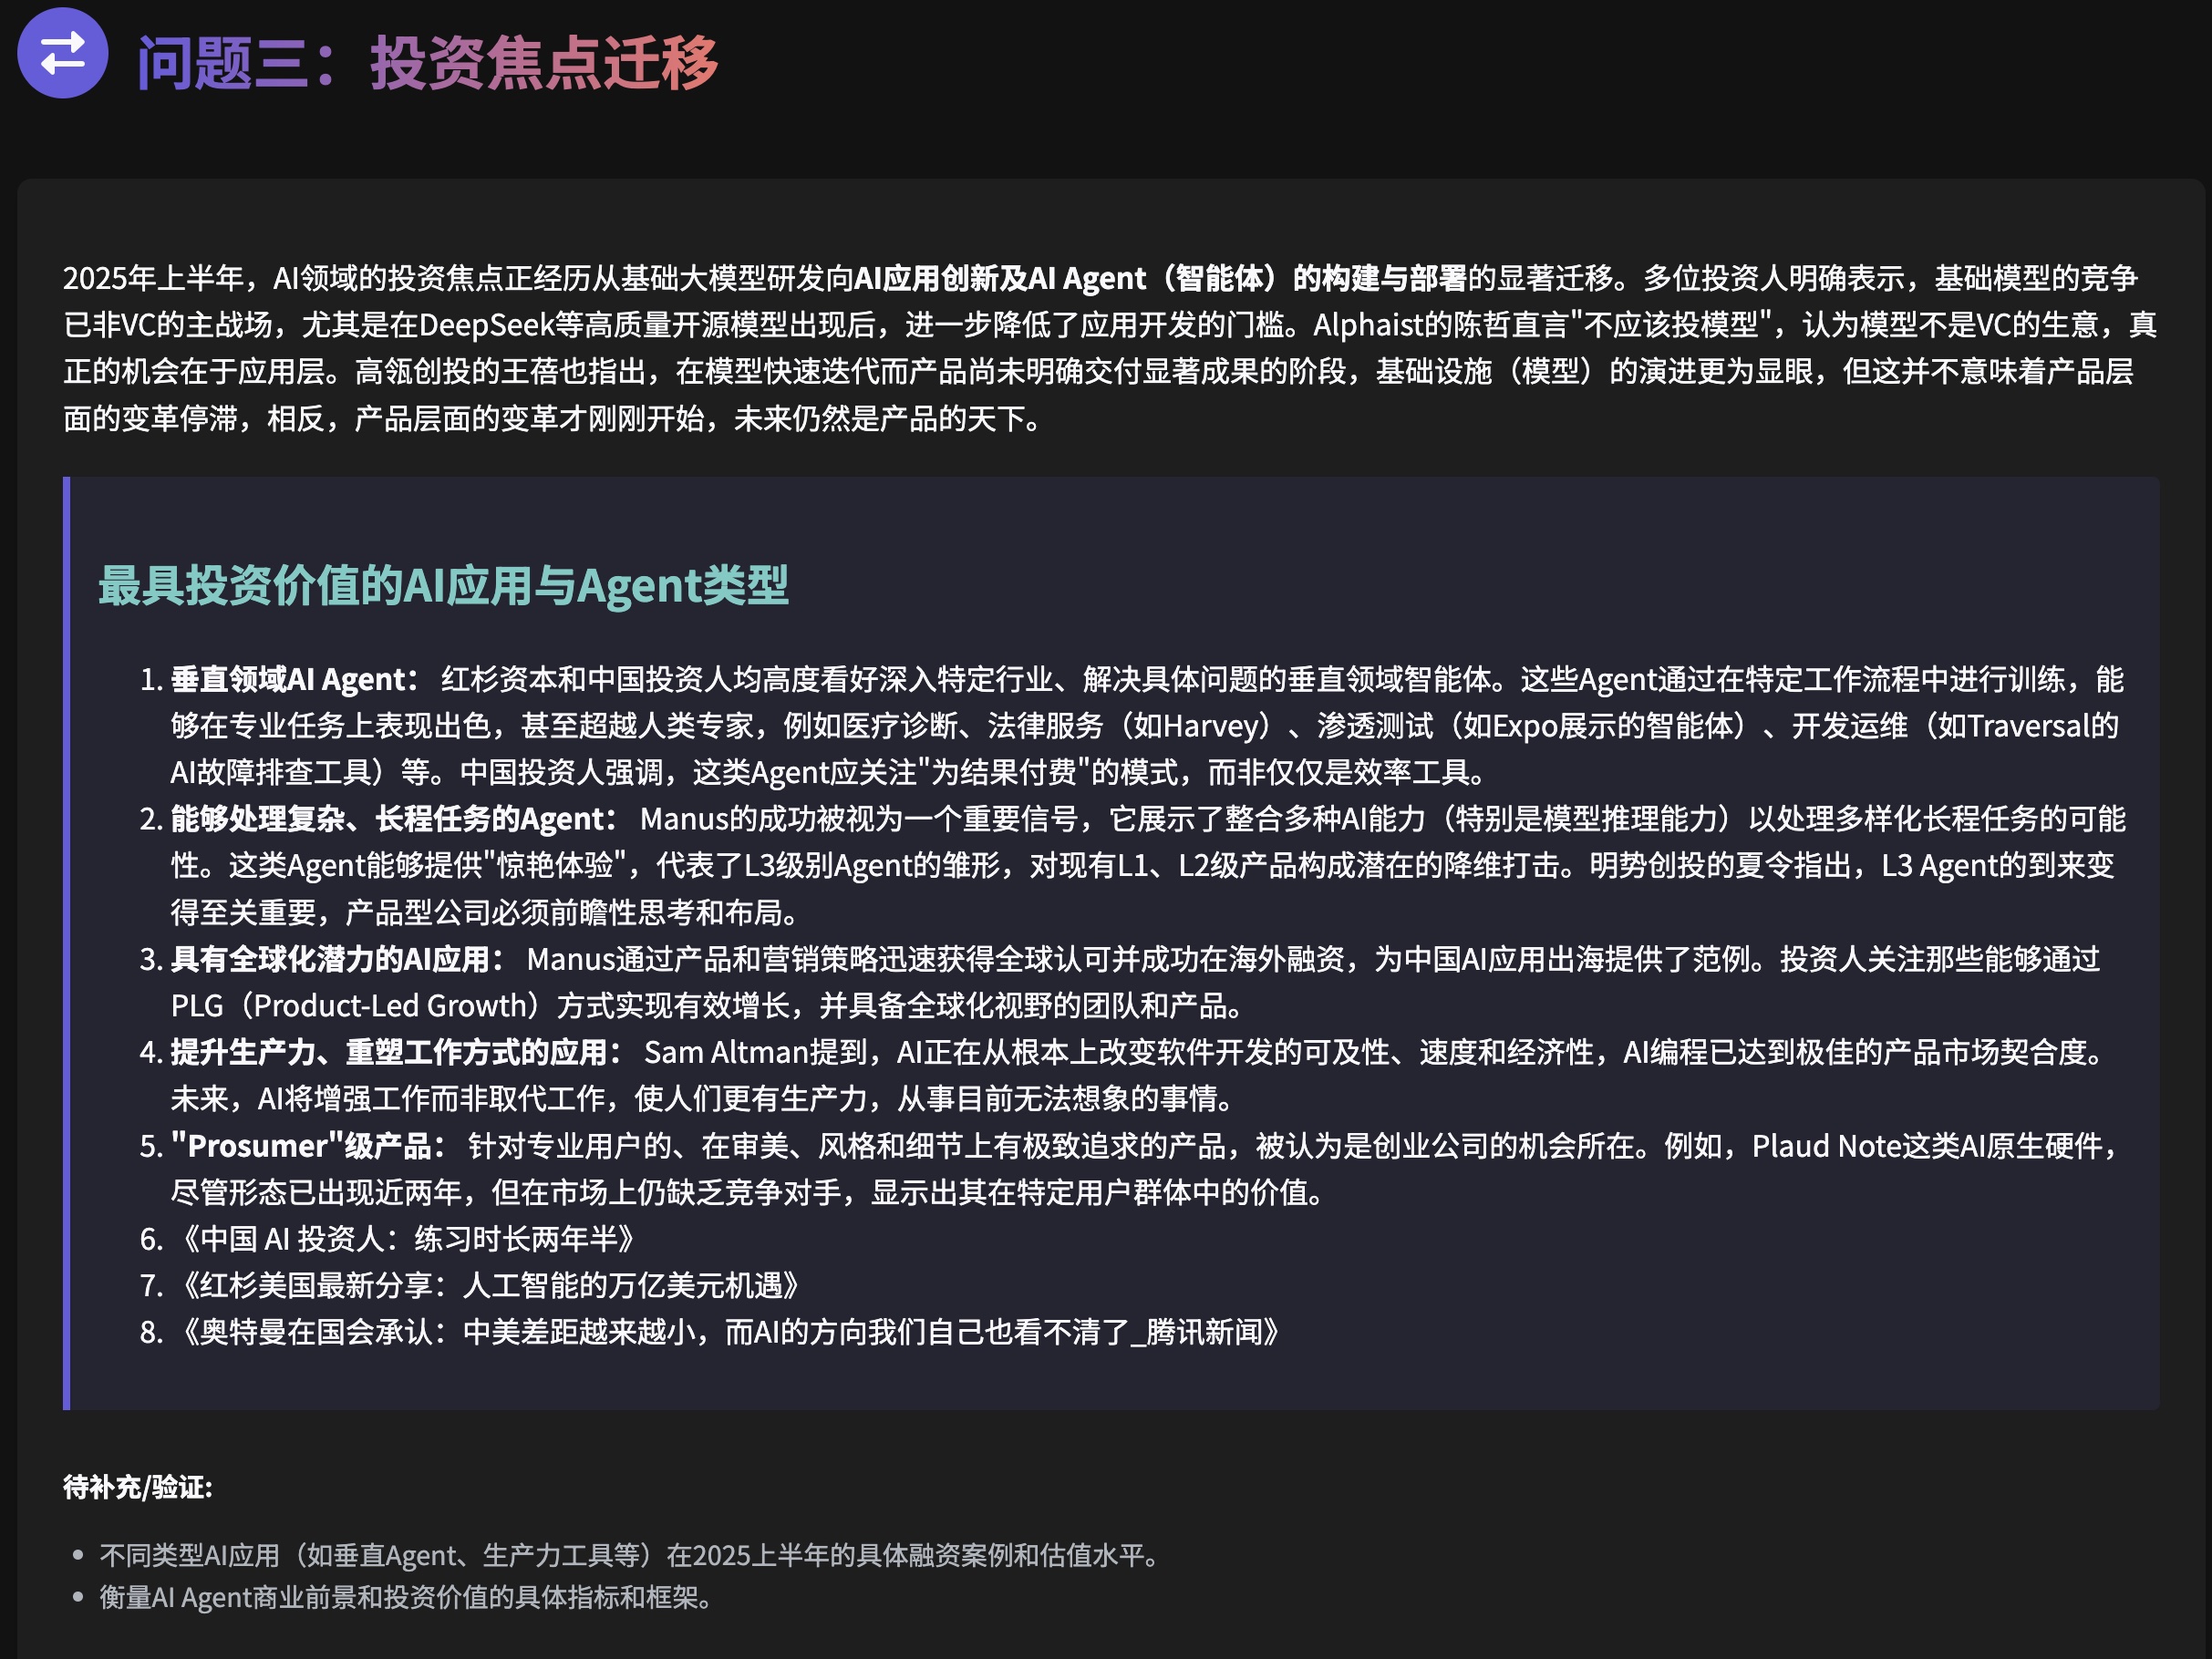 问题三：投资焦点迁移
2025年上半年，AI领域的投资焦点正经历从基础大模型研发向AI应用创新及AI Agent（智能体）的构建与部署的显著迁移。多位投资人明确表示，基础模型的竞争
已非VC的主战场，尤其是在DeepSeek等高质量开源模型出现后，进一步降低了应用开发的门槛。Alphaist的陈哲直言"不应该投模型"，认为模型不是VC的生意，真
正的机会在于应用层。高瓴创投的王蓓也指出，在模型快速迭代而产品尚未明确交付显著成果的阶段，基础设施（模型）的演进更为显眼，但这并不意味着产品层
面的变革停滞，相反，产品层面的变革才刚刚开始，未来仍然是产品的天下。
最具投资价值的AI应用与Agent类型
1. 垂直领域AI Agent： 红杉资本和中国投资人均高度看好深入特定行业、解决具体问题的垂直领域智能体。这些Agent通过在特定工作流程中进行训练，能
够在专业任务上表现出色，甚至超越人类专家，例如医疗诊断、法律服务（如Harvey）、渗透测试（如Expo展示的智能体）、开发运维（如Traversal的
AI故障排查工具）等。中国投资人强调，这类Agent应关注"为结果付费"的模式，而非仅仅是效率工具。
2. 能够处理复杂、长程任务的Agent： Manus的成功被视为一个重要信号，它展示了整合多种AI能力（特别是模型推理能力）以处理多样化长程任务的可能
性。这类Agent能够提供"惊艳体验"，代表了L3级别Agent的雏形，对现有L1、L2级产品构成潜在的降维打击。明势创投的夏令指出，L3 Agent的到来变
得至关重要，产品型公司必须前瞻性思考和布局。
3. 具有全球化潜力的AI应用： Manus通过产品和营销策略迅速获得全球认可并成功在海外融资，为中国AI应用出海提供了范例。投资人关注那些能够通过
PLG（Product-Led Growth）方式实现有效增长，并具备全球化视野的团队和产品。
4. 提升生产力、重塑工作方式的应用： Sam Altman提到，AI正在从根本上改变软件开发的可及性、速度和经济性，AI编程已达到极佳的产品市场契合度。
未来，AI将增强工作而非取代工作，使人们更有生产力，从事目前无法想象的事情。
5. "Prosumer"级产品： 针对专业用户的、在审美、风格和细节上有极致追求的产品，被认为是创业公司的机会所在。例如，Plaud Note这类AI原生硬件，
尽管形态已出现近两年，但在市场上仍缺乏竞争对手，显示出其在特定用户群体中的价值。
6. 《中国 AI 投资人：练习时长两年半》
7. 《红杉美国最新分享：人工智能的万亿美元机遇》
8. 《奥特曼在国会承认：中美差距越来越小，而AI的方向我们自己也看不清了_腾讯新闻》
待补充/验证:
• 不同类型AI应用（如垂直Agent、生产力工具等）在2025上半年的具体融资案例和估值水平。
• 衡量AI Agent商业前景和投资价值的具体指标和框架。